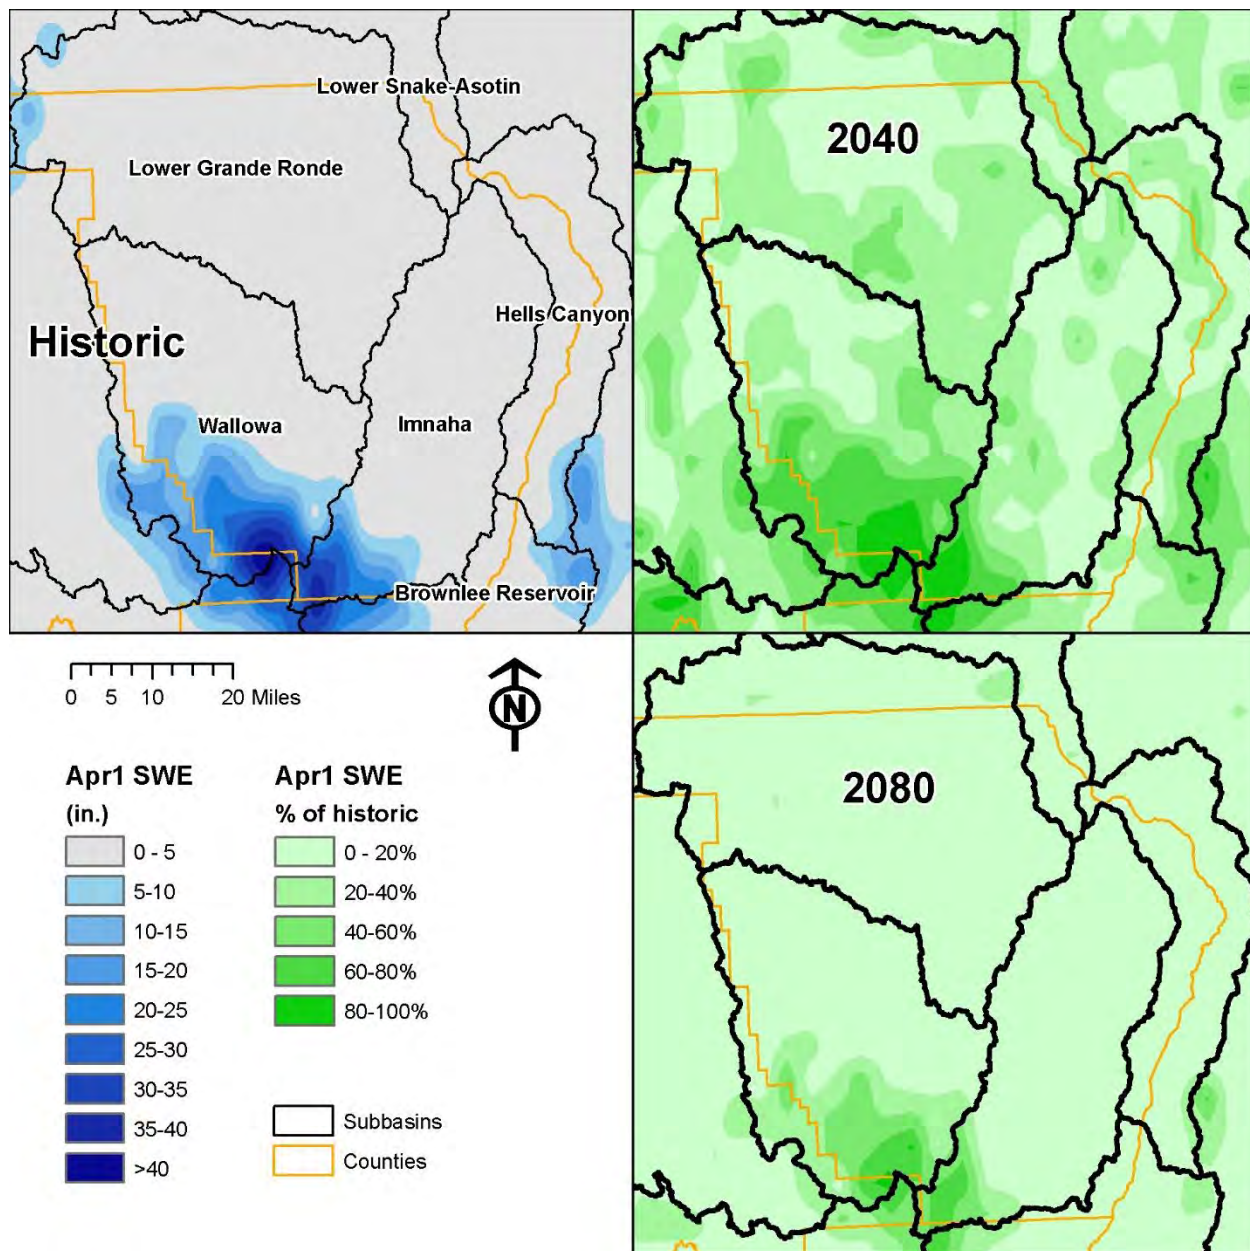 Lower Snake-Asotin
2040
Lower Grande Ronde
Hells Canyon
Historic
Wallowa
Imnaha
Brownlee Reservoir
0 5 10 20 Miles
N
Apr1 SWE
(in.)
0 - 5
5-10
10-15
15-20
20-25
25-30
30-35
35-40
>40
Apr1 SWE
% of historic
0 - 20%
20-40%
40-60%
60-80%
80-100%
Subbasins
Counties
2080